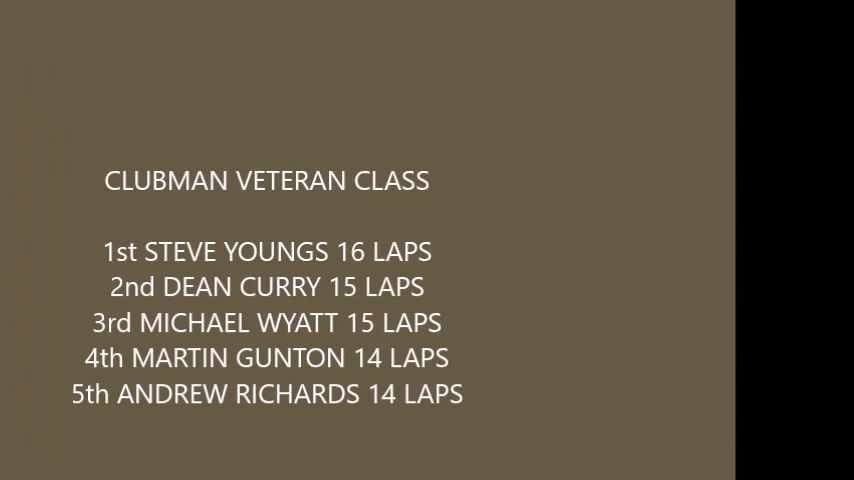 CLUBMAN VETERAN CLASS
1st STEVE YOUNGS 16 LAPS
2nd DEAN CURRY 15 LAPS
3rd MICHAEL WYATT 15 LAPS
4th MARTIN GUNTON 14 LAPS
5th ANDREW RICHARDS 14 LAPS